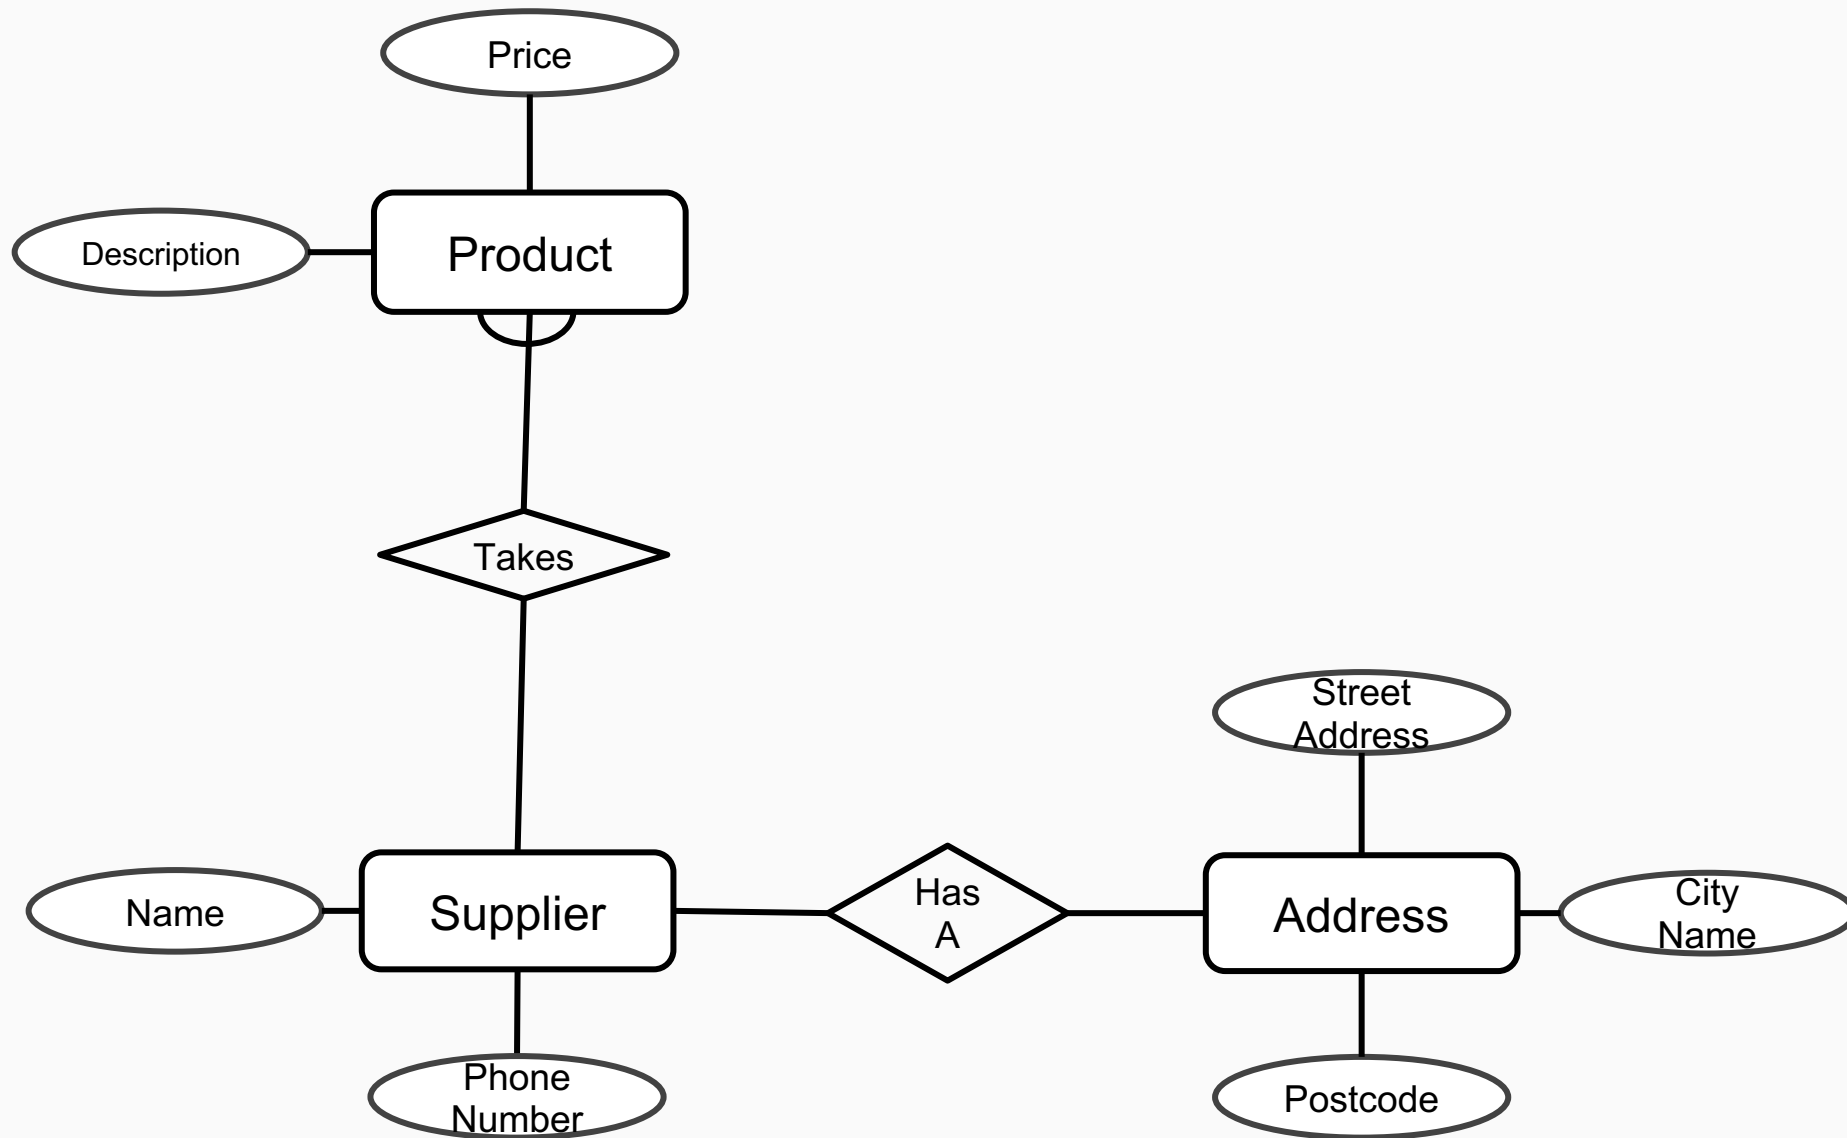 Price
Description
Product
Takes
Street
Address
Name
Supplier
Has
A
Address
City
Name
Phone
Number
Postcode